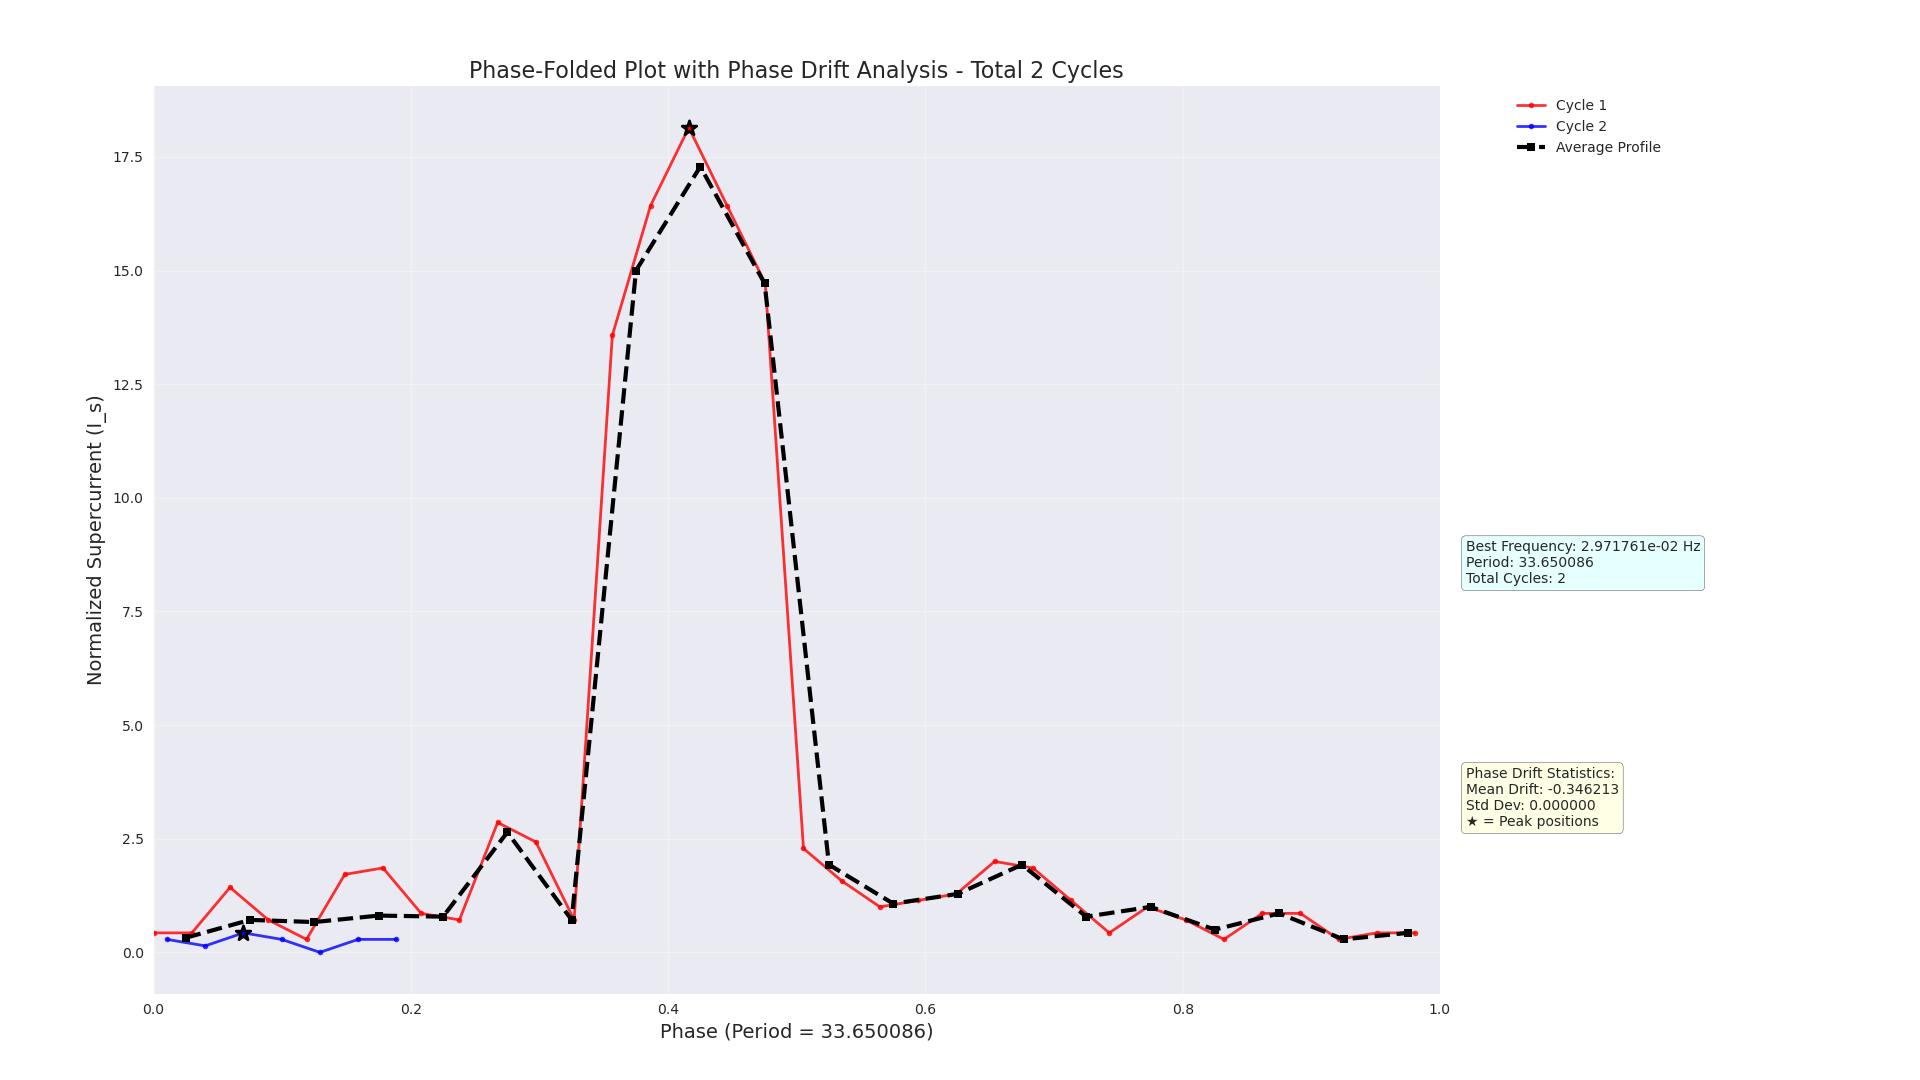 Phase-Folded Plot with Phase Drift Analysis - Total 2 Cycles
Cycle 1
Cycle 2
Average Profile
Normalized Supercurrent (I_s)
17.5
15.0
12.5
10.0
7.5
5.0
2.5
0.0
0.0
0.2
0.4
0.6
0.8
1.0
Phase (Period = 33.650086)
Best Frequency: 2.971761e-02 Hz
Period: 33.650086
Total Cycles: 2
Phase Drift Statistics:
Mean Drift: -0.346213
Std Dev: 0.000000
★ = Peak positions